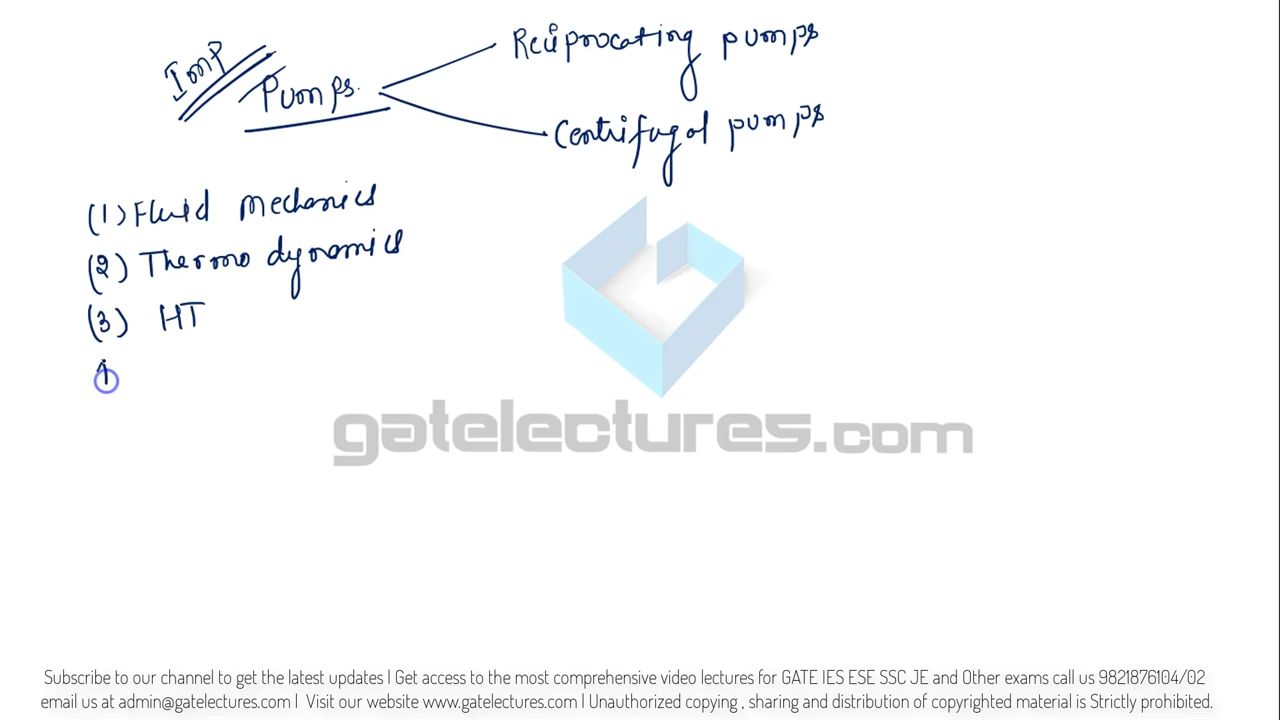 Imp
Pumps.
Reciprocating pumps
Centrifugal pumps
(1) Fluid Mechanics
(2) Thermo dynamics
(3) HT
gatelectures.com
Subscribe to our channel to get the latest updates | Get access to the most comprehensive video lectures for GATE IES ESE SSC JE and Other exams call us 9821876104/02
email us at admin@gatelectures.com | Visit our website www.gatelectures.com | Unauthorized copying , sharing and distribution of copyrighted material is Strictly prohibited.